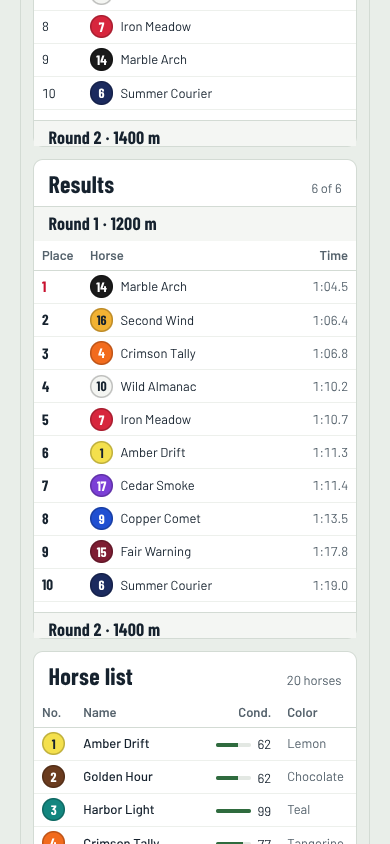 8 7 Iron Meadow
9 14 Marble Arch
10 6 Summer Courier
Round 2 · 1400 m
Results 6 of 6
Round 1 · 1200 m
Place Horse Time
1 14 Marble Arch 1:04.5
2 16 Second Wind 1:06.4
3 4 Crimson Tally 1:06.8
4 10 Wild Almanac 1:10.2
5 7 Iron Meadow 1:10.7
6 1 Amber Drift 1:11.3
7 17 Cedar Smoke 1:11.4
8 9 Copper Comet 1:13.5
9 15 Fair Warning 1:17.8
10 6 Summer Courier 1:19.0
Round 2 · 1400 m
Horse list 20 horses
No. Name Cond. Color
1 Amber Drift 62 Lemon
2 Golden Hour 62 Chocolate
3 Harbor Light 99 Teal
4 Crimson Tally 77 Tangerine